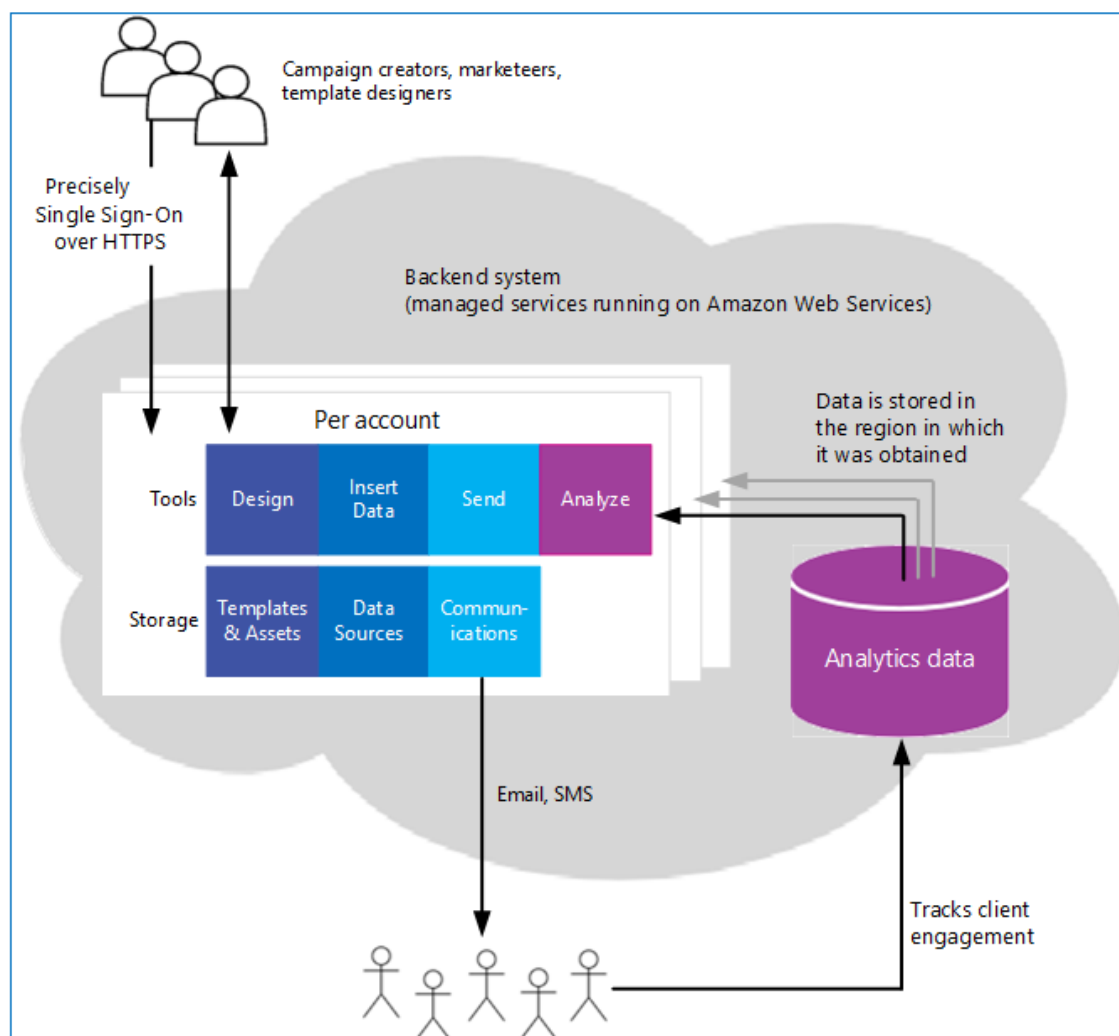 Campaign creators, marketeers,
template designers
Precisely
Single Sign-On
over HTTPS
Backend system
(managed services running on Amazon Web Services)
Data is stored in
the region in which
it was obtained
Per account
Tools
Design
Insert
Data
Send
Analyze
Storage
Templates
& Assets
Data
Sources
Commun-
ications
Analytics data
Email, SMS
Tracks client
engagement